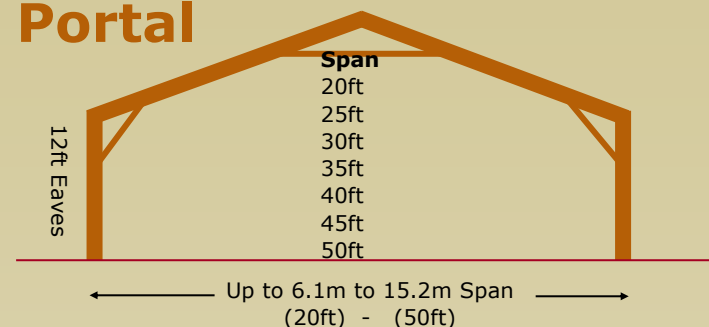 Portal
Span
20ft
25ft
30ft
35ft
40ft
45ft
50ft
12ft Eaves
Up to 6.1m to 15.2m Span
(20ft) - (50ft)